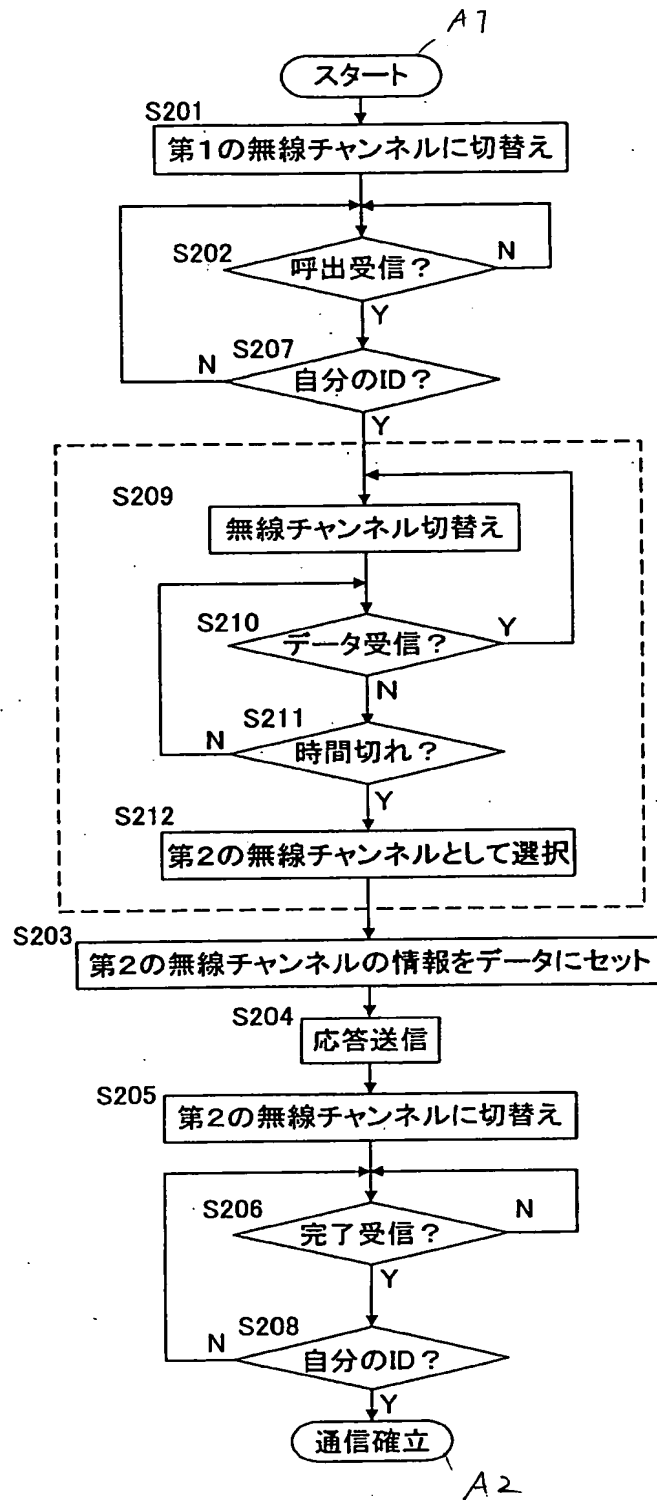 A1
スタート
S201
第1の無線チャンネルに切替え
S202
呼出受信？
N
Y
S207
N
自分のID？
Y
S209
無線チャンネル切替え
S210
データ受信？
Y
N
S211
N
時間切れ？
Y
S212
第2の無線チャンネルとして選択
S203
第2の無線チャンネルの情報をデータにセット
S204
応答送信
S205
第2の無線チャンネルに切替え
S206
完了受信？
N
Y
S208
N
自分のID？
Y
通信確立
A2